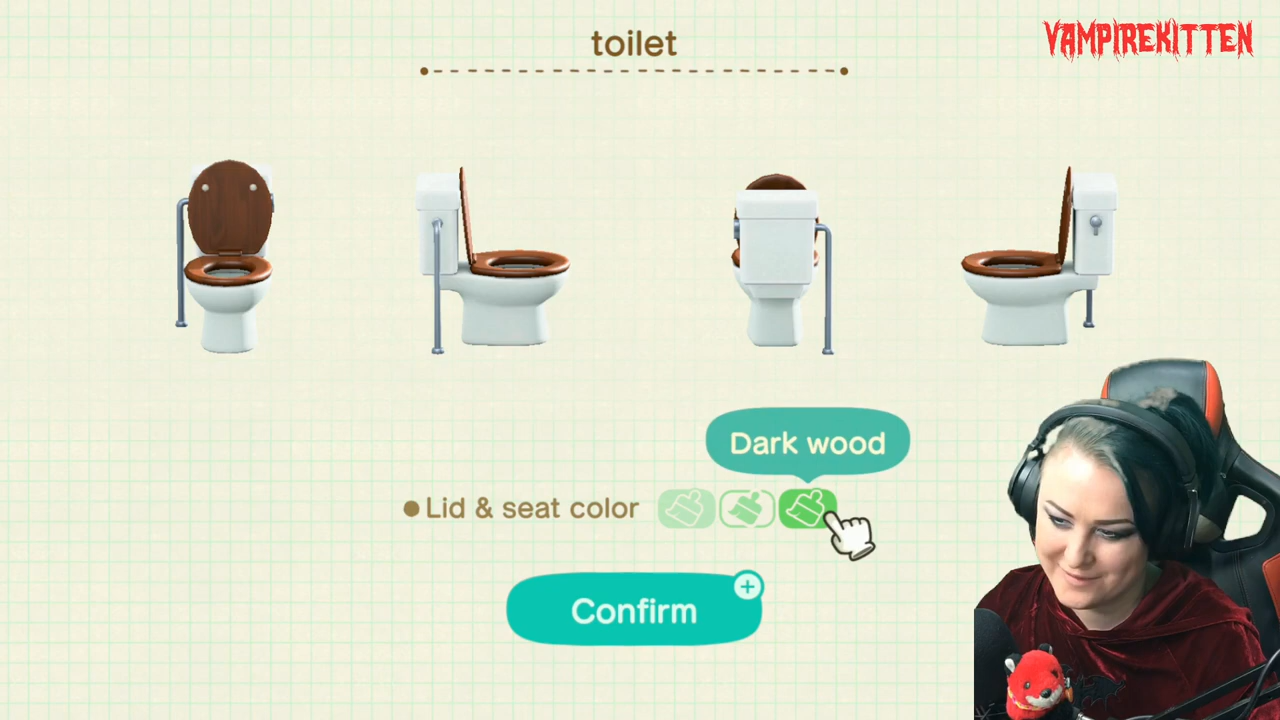 toilet
VAMPIREKITTEN
Dark wood
Lid & seat color
Confirm